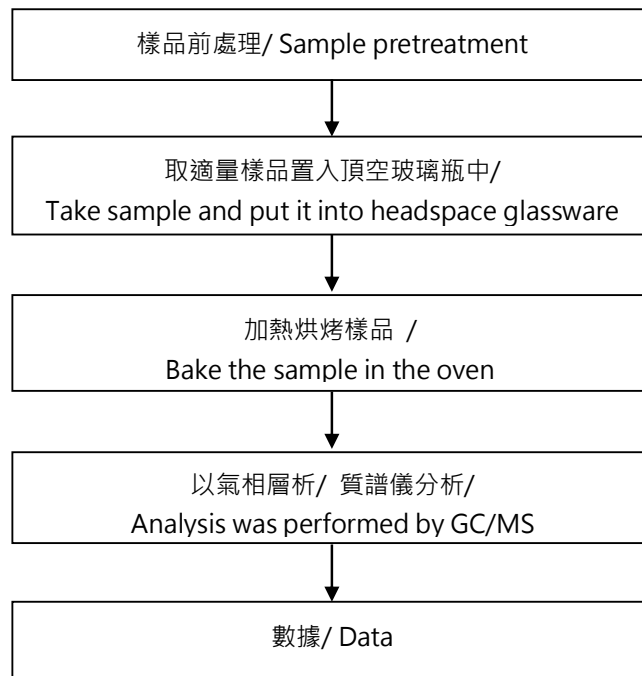 樣品前處理/ Sample pretreatment
取適量樣品置入頂空玻璃瓶中/
Take sample and put it into headspace glassware
加熱烘烤樣品 /
Bake the sample in the oven
以氣相層析/ 質譜儀分析/
Analysis was performed by GC/MS
數據/ Data